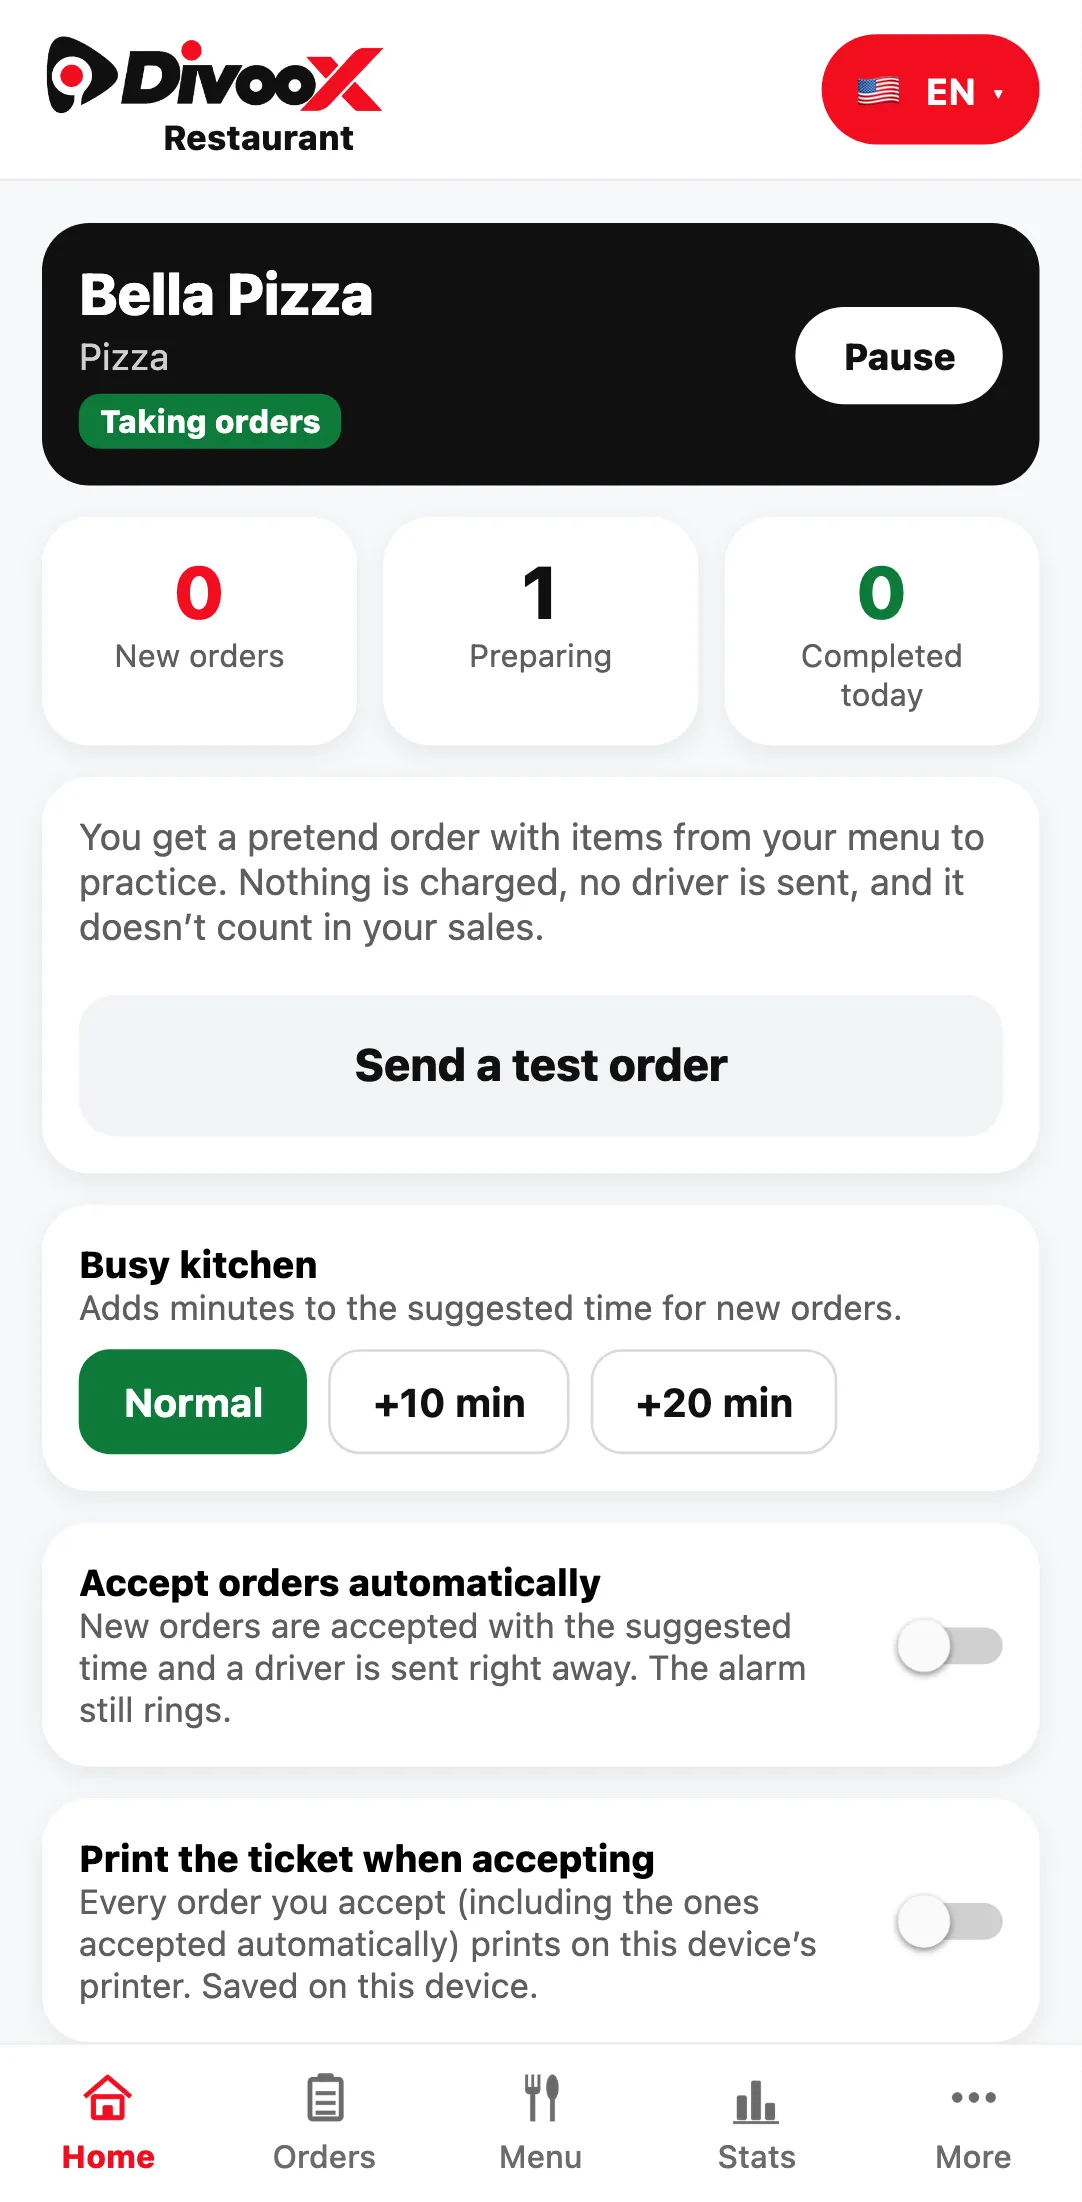 DivooX
Restaurant
EN
Bella Pizza
Pizza
Taking orders
Pause
0
New orders
1
Preparing
0
Completed
today
You get a pretend order with items from your menu to
practice. Nothing is charged, no driver is sent, and it
doesn’t count in your sales.
Send a test order
Busy kitchen
Adds minutes to the suggested time for new orders.
Normal
+10 min
+20 min
Accept orders automatically
New orders are accepted with the suggested
time and a driver is sent right away. The alarm
still rings.
Print the ticket when accepting
Every order you accept (including the ones
accepted automatically) prints on this device’s
printer. Saved on this device.
Home
Orders
Menu
Stats
More